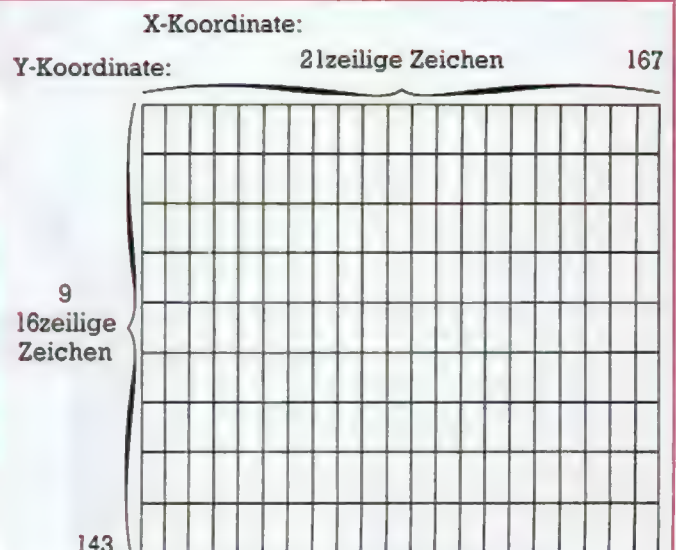 X-Koordinate:
Y-Koordinate:
21zeilige Zeichen 167
9
16zeilige
Zeichen
143